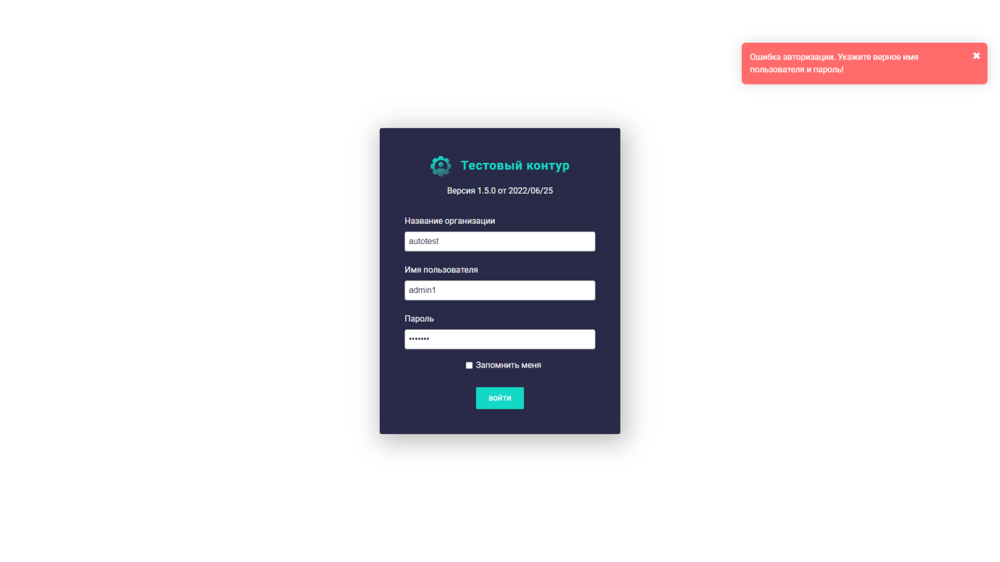 Ошибка авторизации. Укажите верное имя
пользователя и пароль!
Тестовый контур
Версия 1.5.0 от 2022/06/25
Название организации
autotest
Имя пользователя
admin1
Пароль
•••••••
Запомнить меня
ВОЙТИ